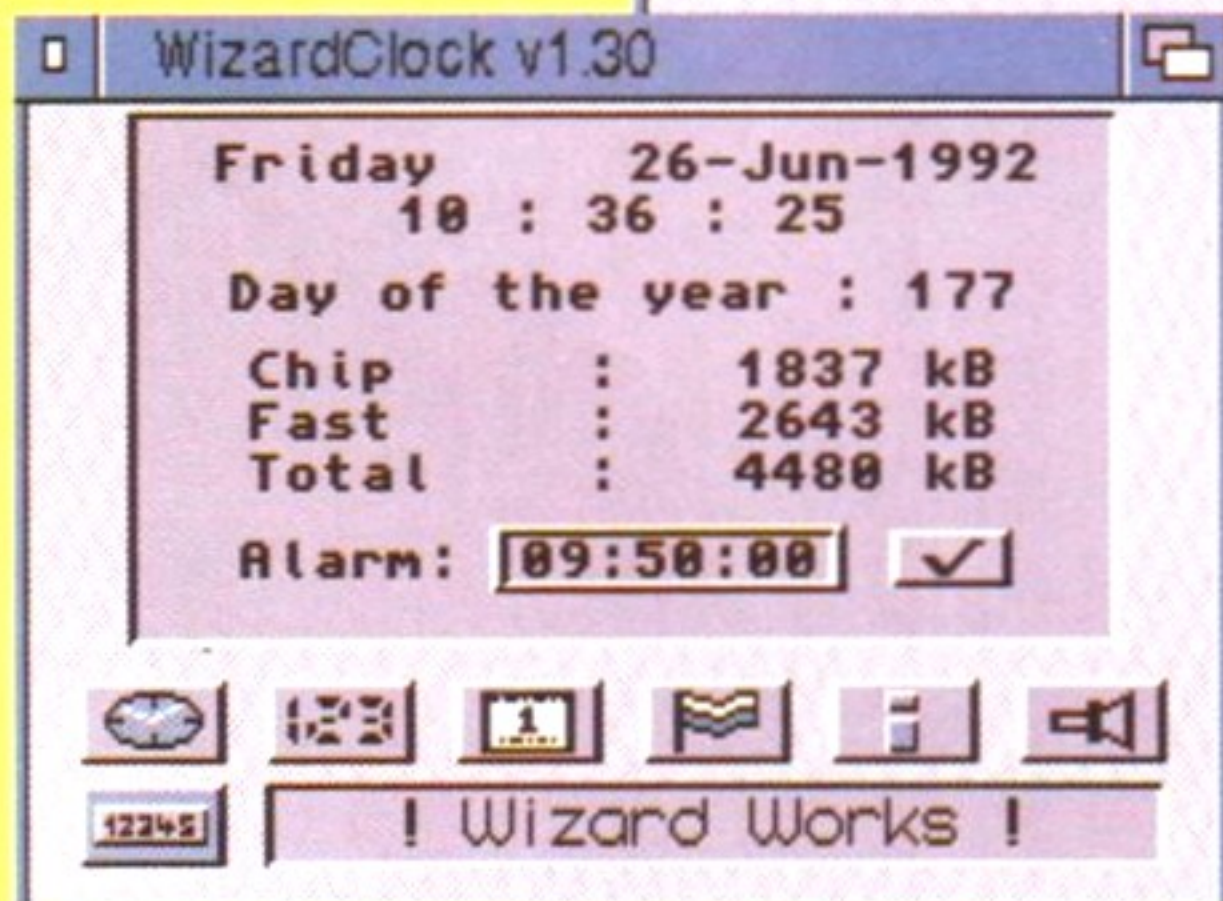 WizardClock v1.30
Friday 26-Jun-1992
10 : 36 : 25
Day of the year : 177
Chip : 1837 kB
Fast : 2643 kB
Total : 4480 kB
Alarm: 09:50:00
123
1
i
12345
! Wizard Works !